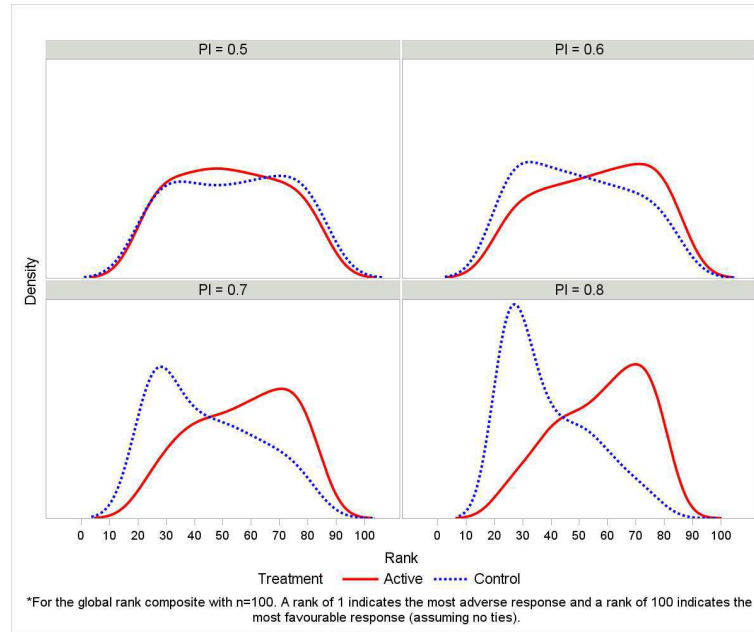 PI = 0.5
PI = 0.6
Density
PI = 0.7
PI = 0.8
0 10 20 30 40 50 60 70 80 90 100
0 10 20 30 40 50 60 70 80 90 100
Rank
Treatment Active Control
*For the global rank composite with n=100. A rank of 1 indicates the most adverse response and a rank of 100 indicates the
most favourable response (assuming no ties).